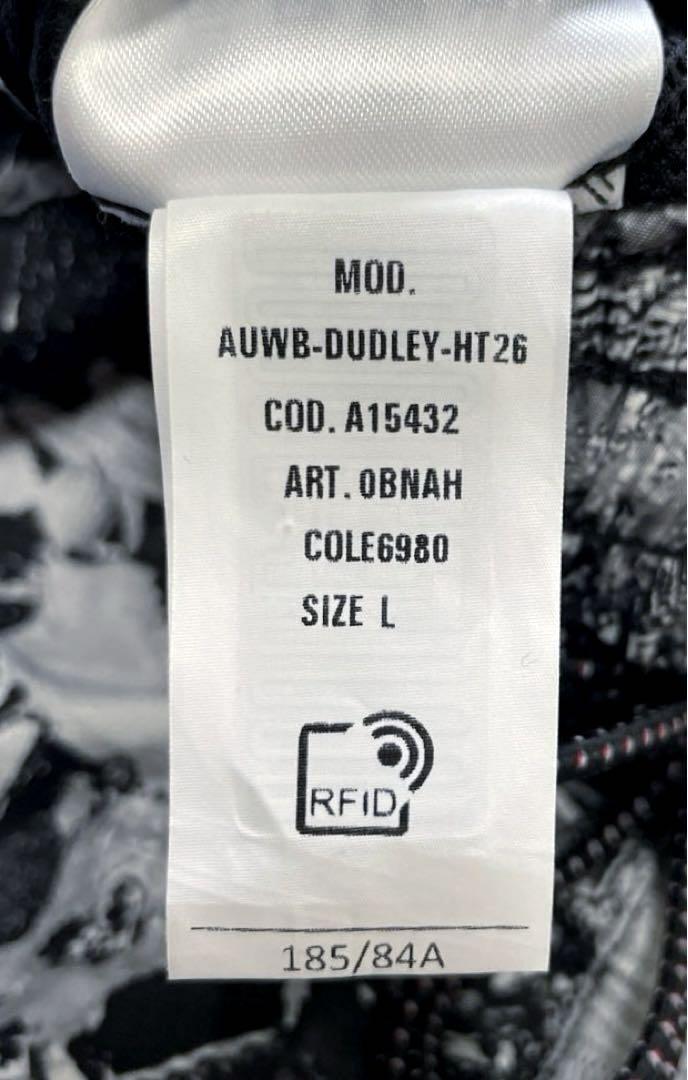 MOD.
AUWB-DUDLEY-HT26
COD. A15432
ART. 0BNAH
COLE6980
SIZE L
RFID
185/84A